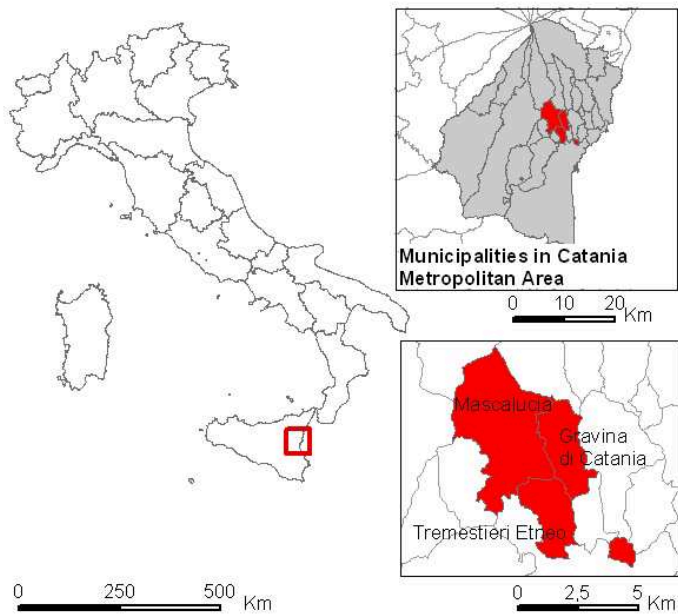 Municipalities in Catania
Metropolitan Area
0 10 20
Km
Mascalucia
Gravina
di Catania
Tremestieri Etneo
0 250 500
Km
0 2,5 5
Km